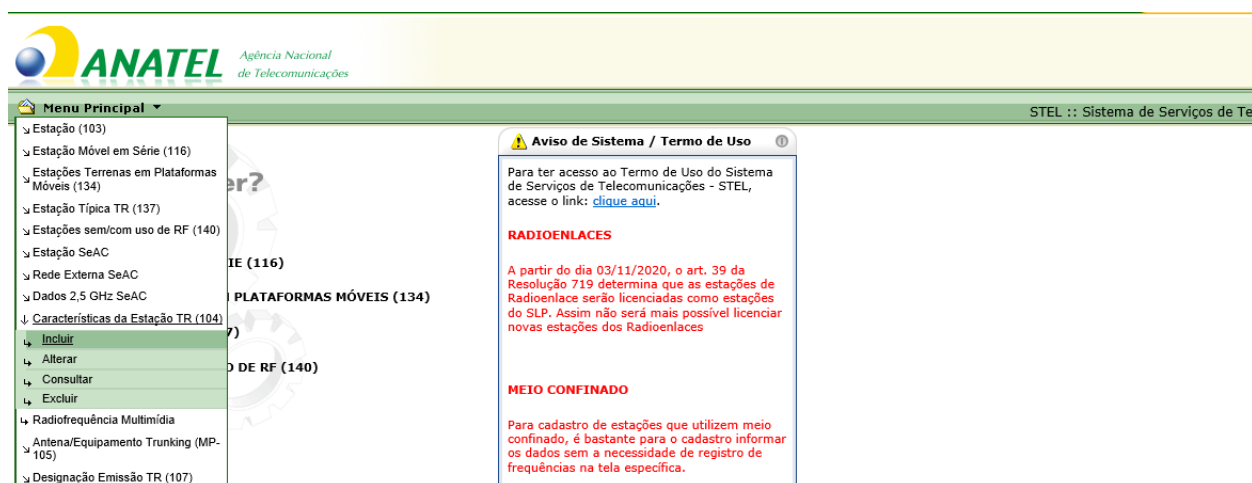 ANATEL
Agência Nacional
de Telecomunicações
Menu Principal
STEL :: Sistema de Serviços de Te
Estação (103)
Estação Móvel em Série (116)
Estações Terrenas em Plataformas
Móveis (134)
Estação Típica TR (137)
Estações sem/com uso de RF (140)
Estação SeAC
Rede Externa SeAC
Dados 2,5 GHz SeAC
Características da Estação TR (104)
Incluir
Alterar
Consultar
Excluir
Radiofrequência Multimídia
Antena/Equipamento Trunking (MP-
105)
Designação Emissão TR (107)
er?
IE (116)
PLATAFORMAS MÓVEIS (134)
7)
O DE RF (140)
Aviso de Sistema / Termo de Uso
Para ter acesso ao Termo de Uso do Sistema
de Serviços de Telecomunicações - STEL,
acesse o link: clique aqui.
RADIOENLACES
A partir do dia 03/11/2020, o art. 39 da
Resolução 719 determina que as estações de
Radioenlace serão licenciadas como estações
do SLP. Assim não será mais possível licenciar
novas estações dos Radioenlaces
MEIO CONFINADO
Para cadastro de estações que utilizem meio
confinado, é bastante para o cadastro informar
os dados sem a necessidade de registro de
frequências na tela específica.